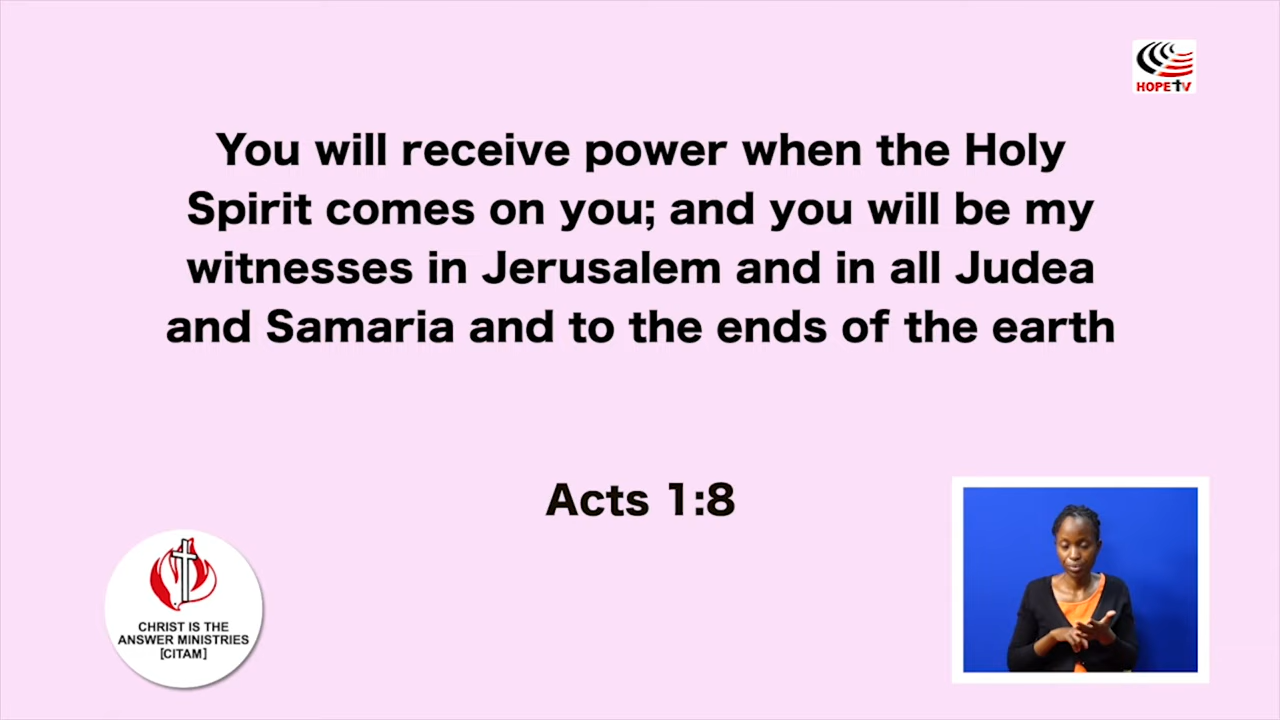 HOPETV
You will receive power when the Holy
Spirit comes on you; and you will be my
witnesses in Jerusalem and in all Judea
and Samaria and to the ends of the earth
Acts 1:8
CHRIST IS THE
ANSWER MINISTRIES
[CITAM]